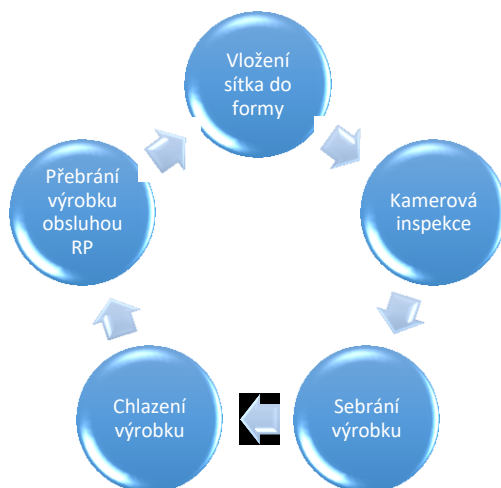 Vložení
sítka do
formy
Kamerová
inspekce
Sebrání
výrobku
Chlazení
výrobku
Přebrání
výrobku
obsluhou
RP